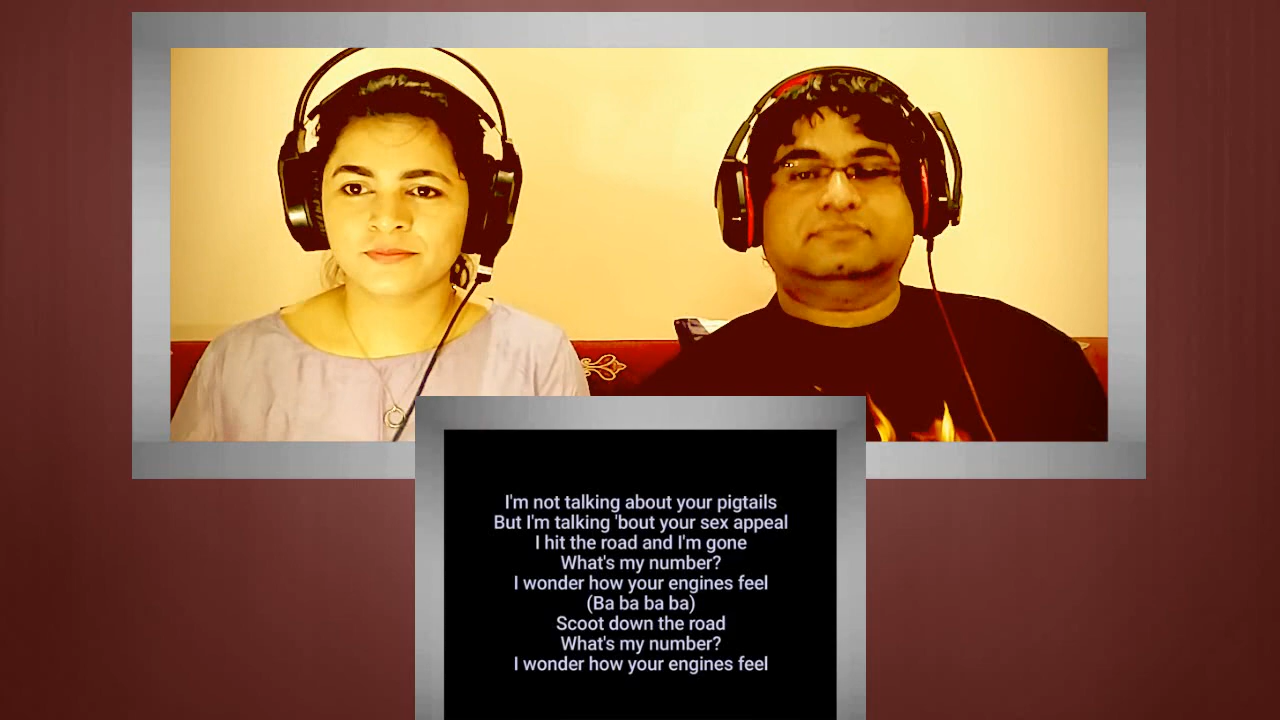 I'm not talking about your pigtails
But I'm talking 'bout your sex appeal
I hit the road and I'm gone
What's my number?
I wonder how your engines feel
(Ba ba ba ba)
Scoot down the road
What's my number?
I wonder how your engines feel